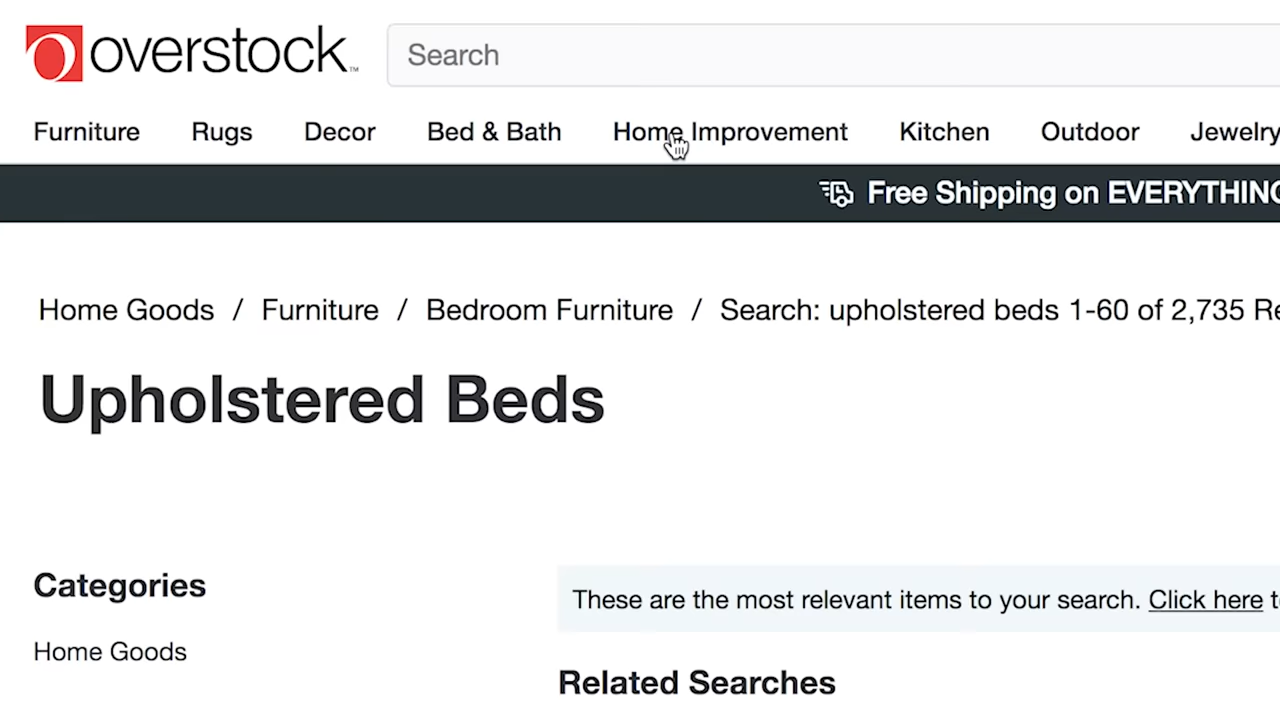 overstock™ Search
Furniture Rugs Decor Bed & Bath Home Improvement Kitchen Outdoor Jewelry
Free Shipping on EVERYTHING
Home Goods / Furniture / Bedroom Furniture / Search: upholstered beds 1-60 of 2,735 Re
Upholstered Beds
Categories
Home Goods
These are the most relevant items to your search. Click here t
Related Searches